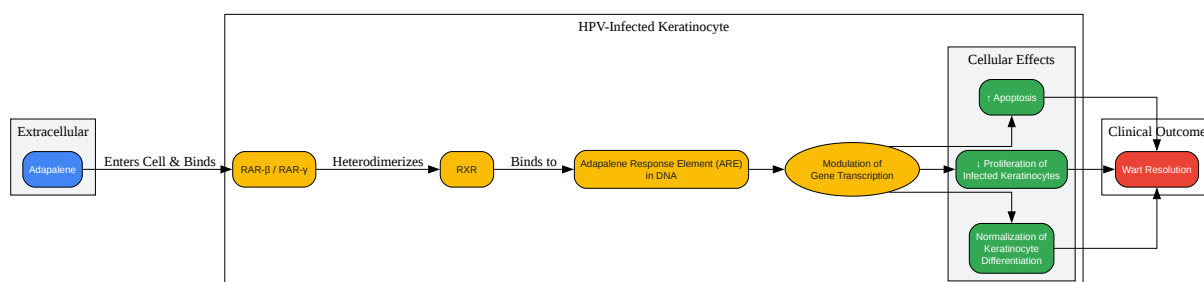 HPV-Infected Keratinocyte
Cellular Effects
↑ Apoptosis
Extracellular
Clinical Outcome
Adapalene
Enters Cell & Binds
RAR-β / RAR-γ
Heterodimerizes
RXR
Binds to
Adapalene Response Element (ARE)
in DNA
Modulation of
Gene Transcription
↓ Proliferation of
Infected Keratinocytes
Wart Resolution
Normalization of
Keratinocyte
Differentiation